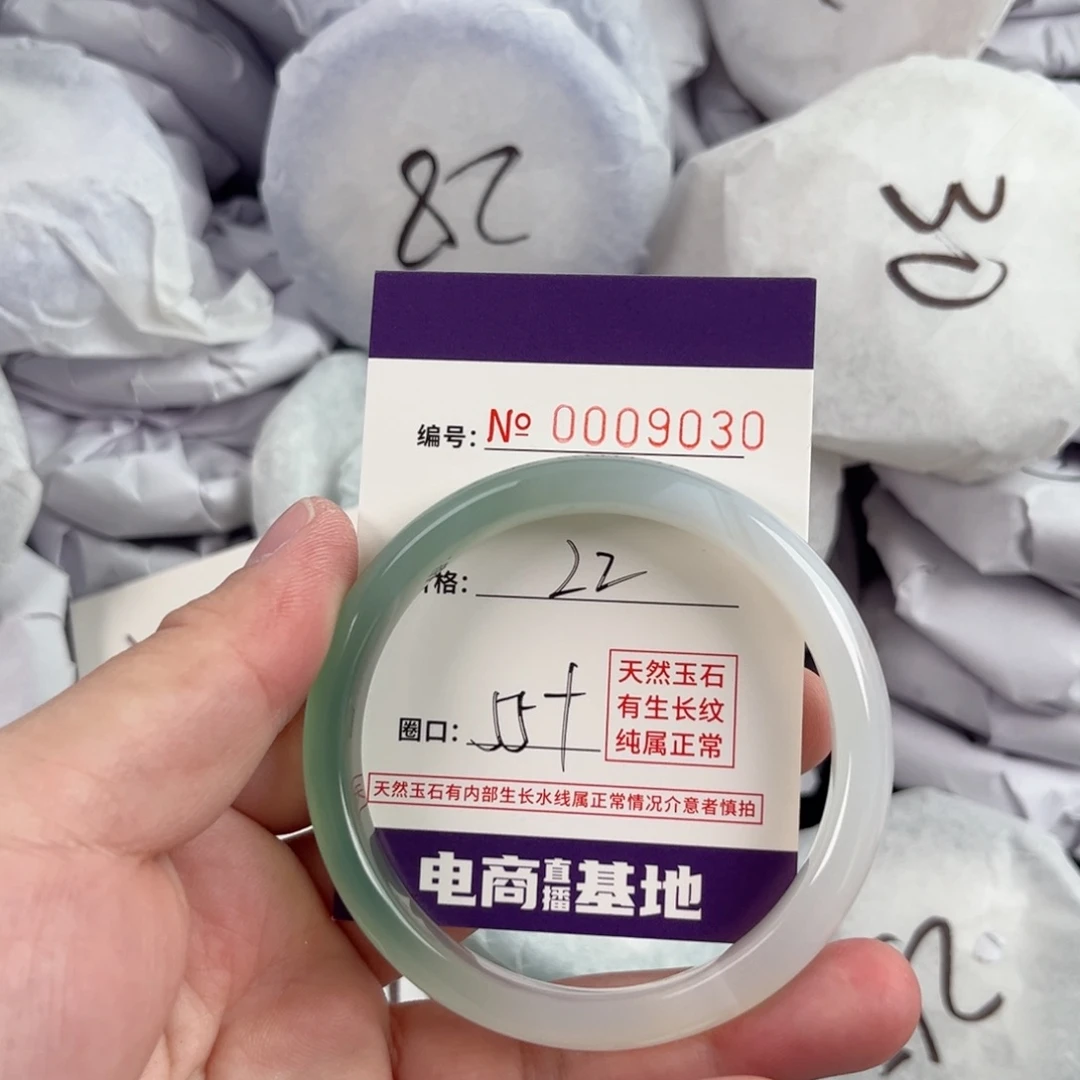 28
30
编号: № 0009030
格: 22
圈口: 55+
天然玉石
有生长纹
纯属正常
天然玉石有内部生长水线属正常情况介意者慎拍
电商直播基地